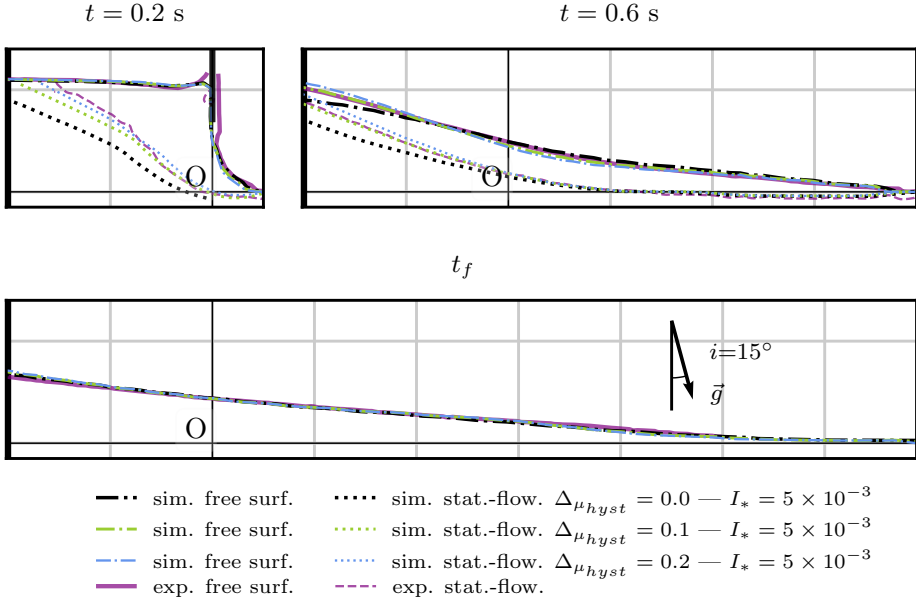 t = 0.2 s
t = 0.6 s
O
O
t_f
i=15°
g⃗
O
sim. free surf. sim. stat.-flow. Δ_{μ_{hyst}} = 0.0 — I_* = 5 × 10^{-3}
sim. free surf. sim. stat.-flow. Δ_{μ_{hyst}} = 0.1 — I_* = 5 × 10^{-3}
sim. free surf. sim. stat.-flow. Δ_{μ_{hyst}} = 0.2 — I_* = 5 × 10^{-3}
exp. free surf. exp. stat.-flow.